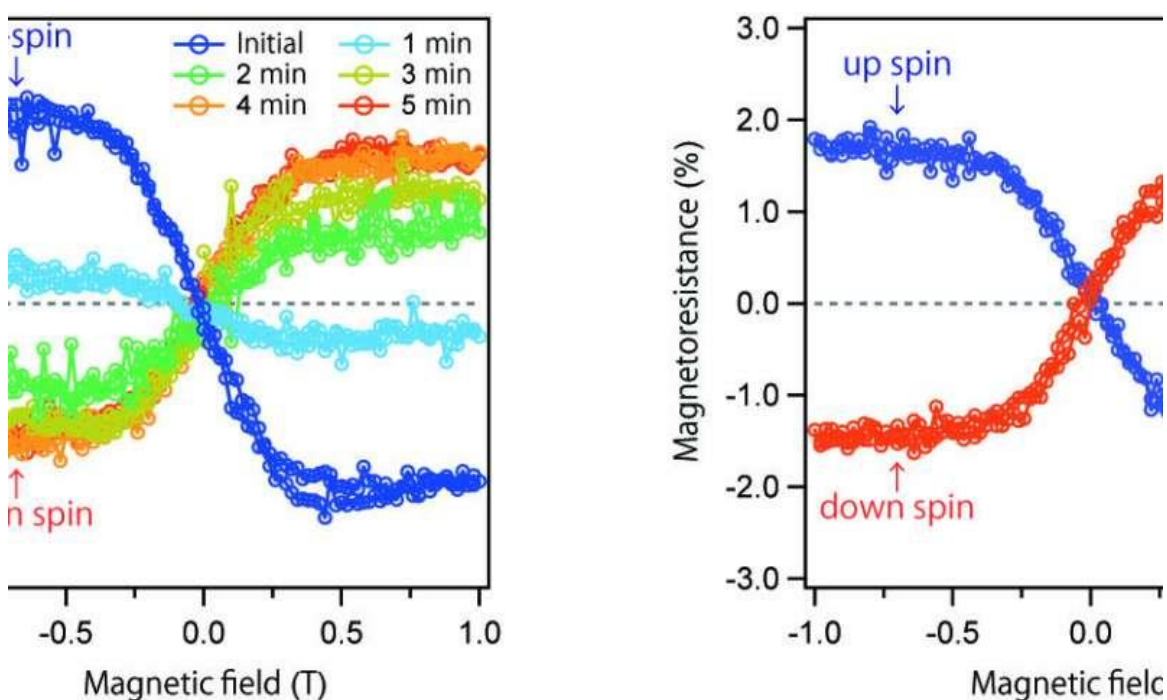 -spin
Initial
1 min
2 min
3 min
4 min
5 min
n spin
-0.5
0.0
0.5
1.0
Magnetic field (T)
3.0
2.0
1.0
0.0
-1.0
-2.0
-3.0
Magnetoresistance (%)
up spin
down spin
-1.0
-0.5
0.0
Magnetic field